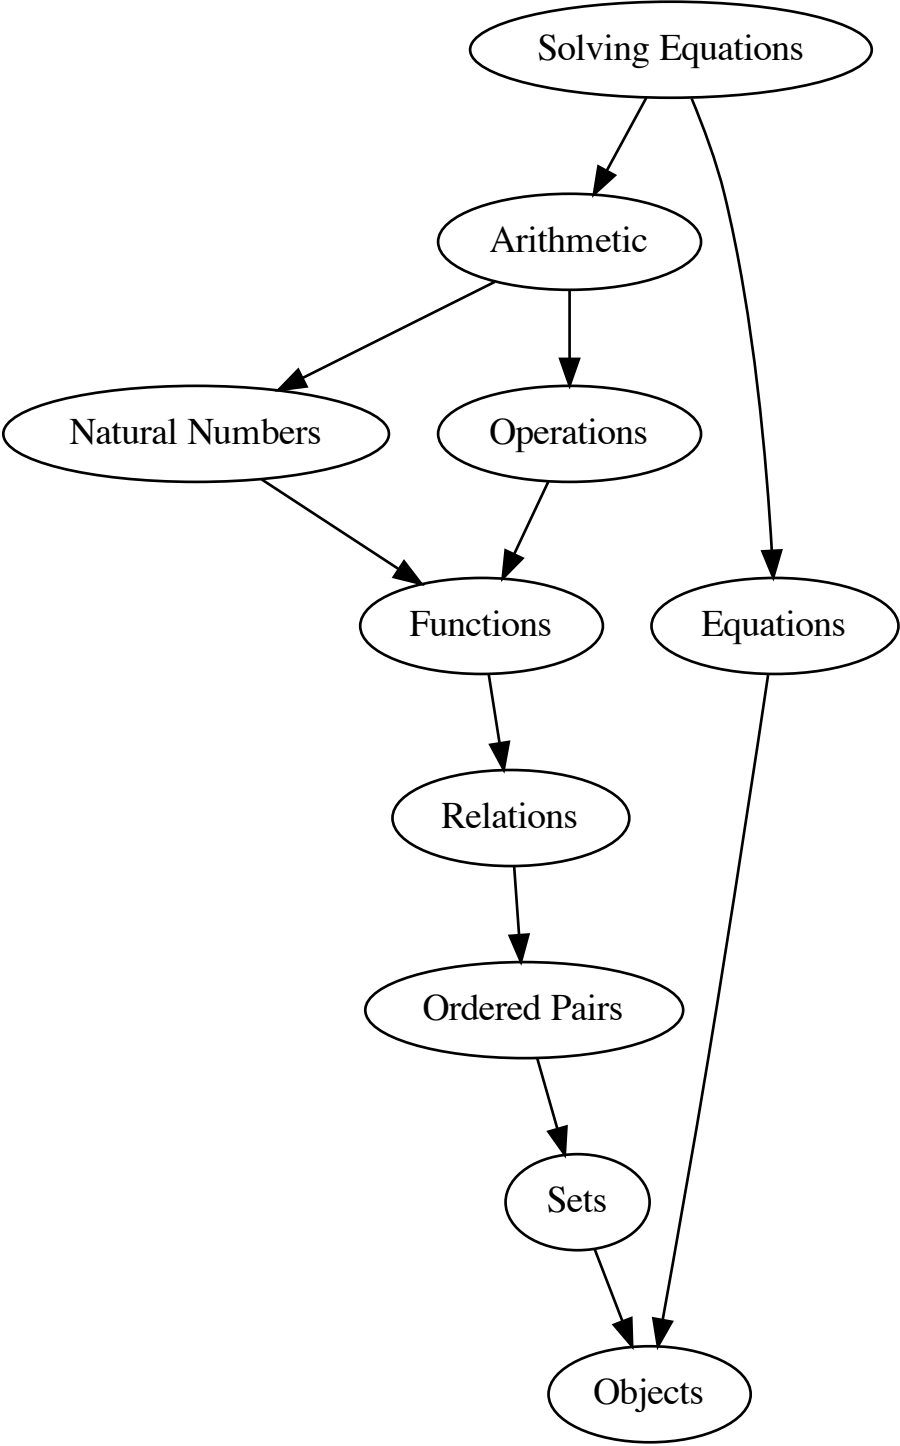 Solving Equations
Arithmetic
Natural Numbers
Operations
Functions
Equations
Relations
Ordered Pairs
Sets
Objects